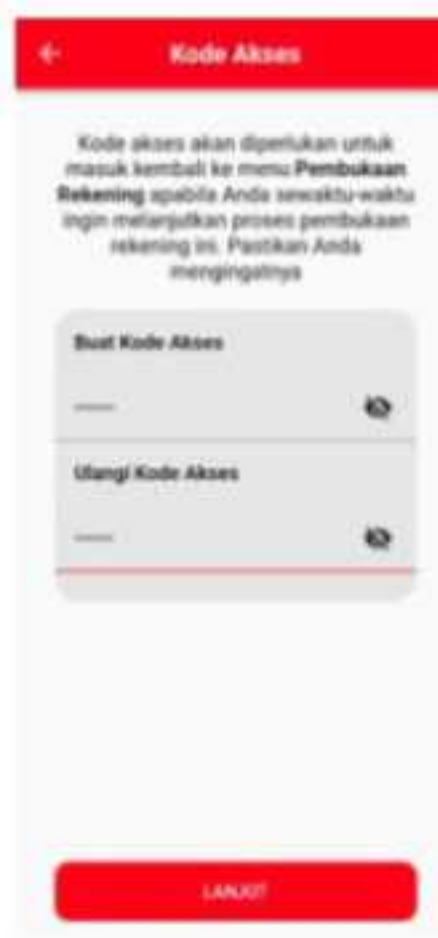 Kode Akses
Kode akses akan diperlukan untuk
masuk kembali ke menu Pembukaan
Rekening apabila Anda sewaktu-waktu
ingin melanjutkan proses pembukaan
rekening ini. Pastikan Anda
mengingatnya
Buat Kode Akses
Ulangi Kode Akses
LANJUT